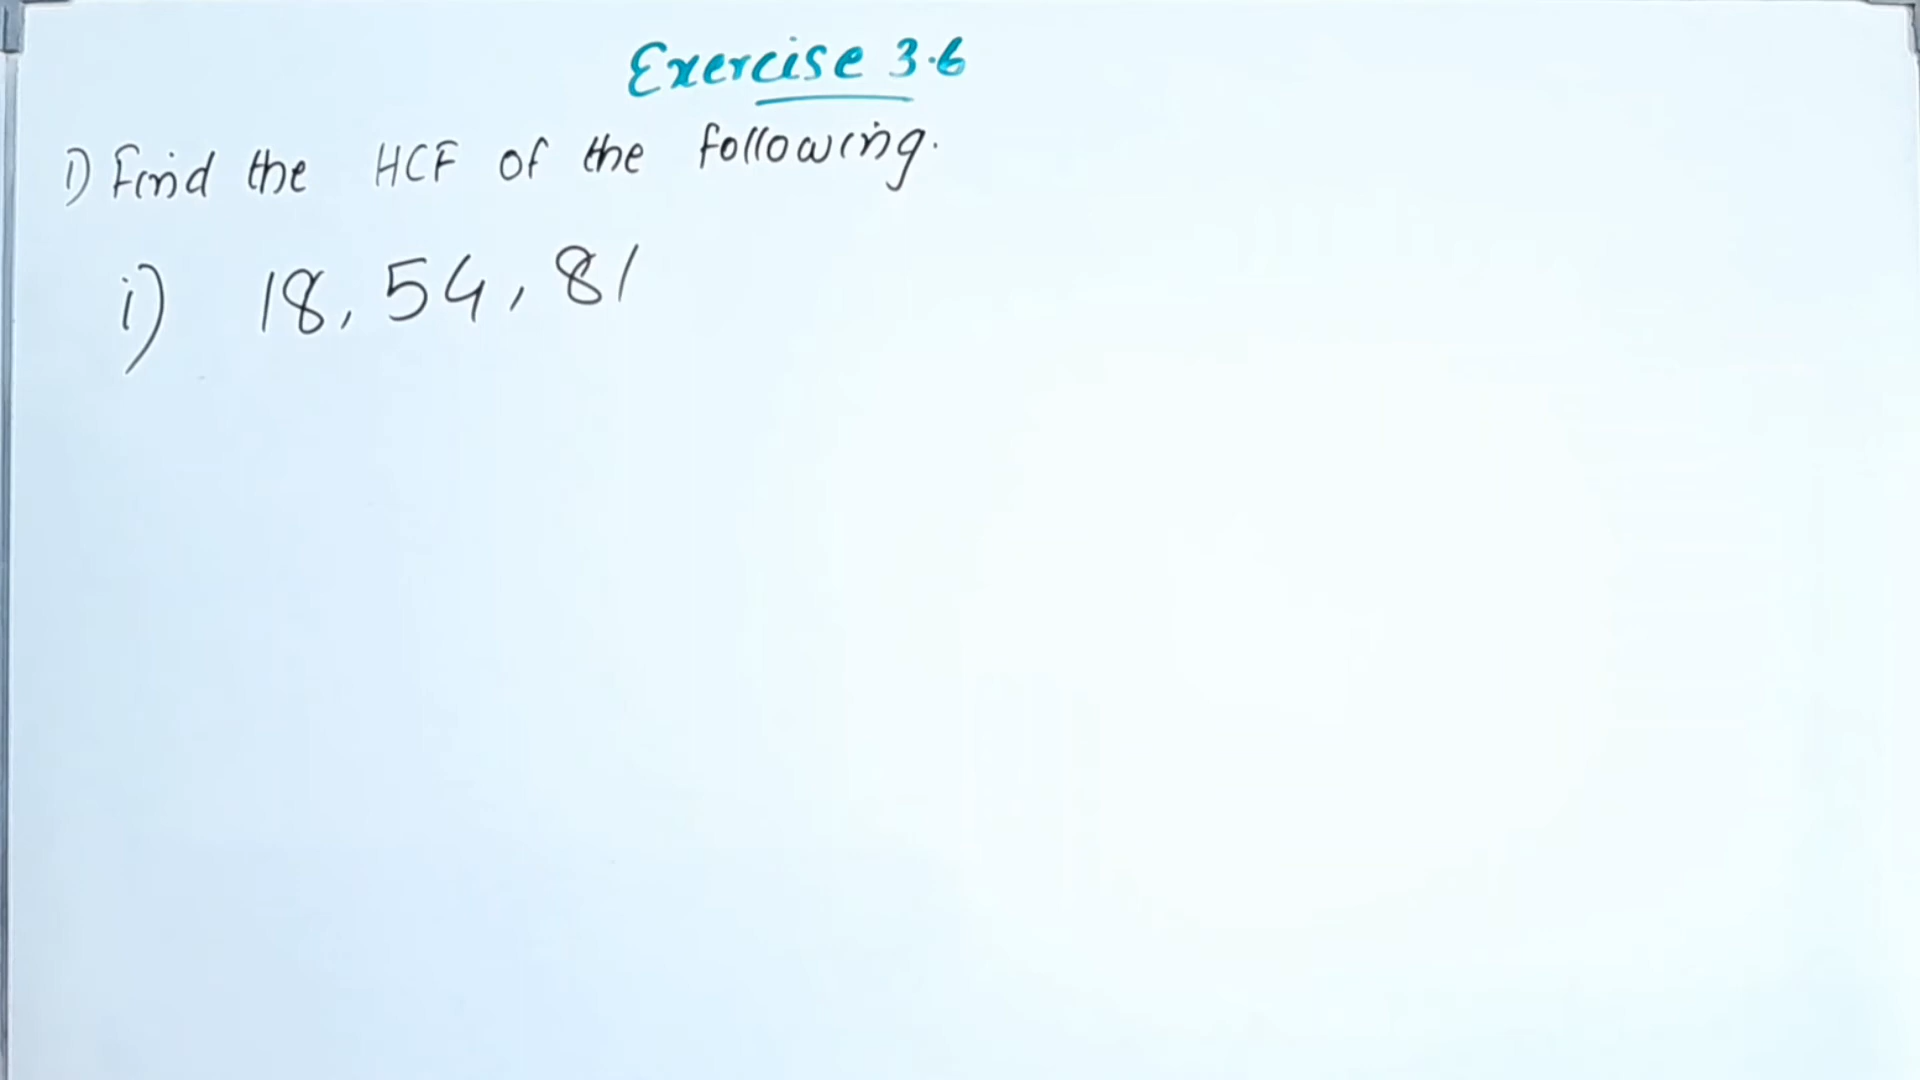 Exercise 3.6
1) Find the HCF of the following.
i) 18, 54, 81